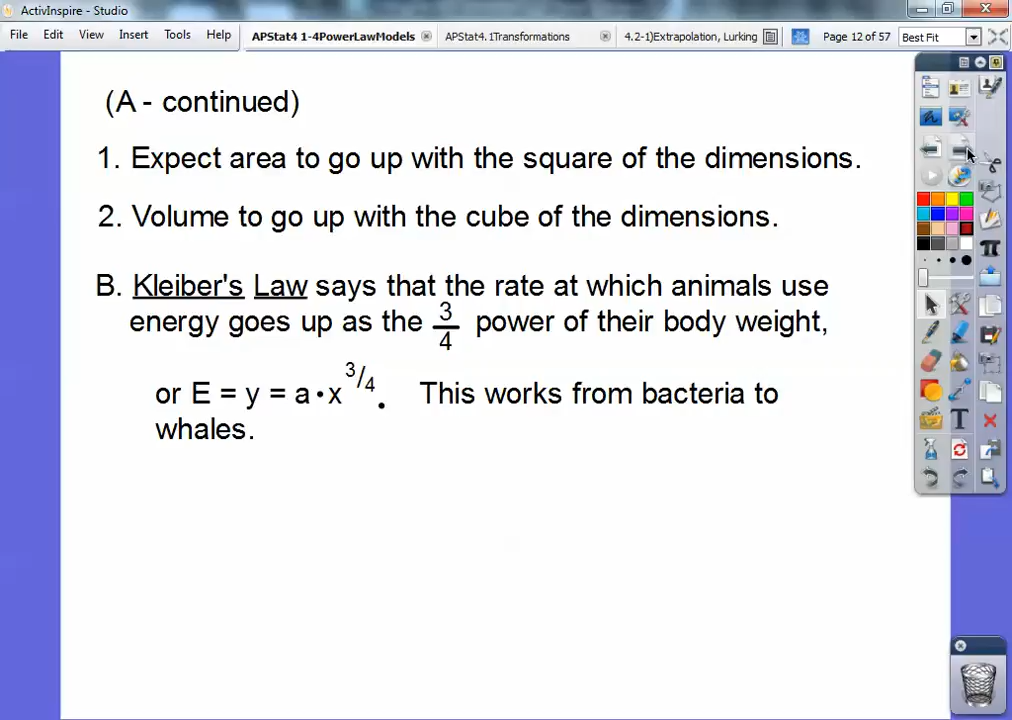 ActivInspire - Studio
File Edit View Insert Tools Help
APStat4 1-4PowerLawModels
APStat4.1Transformations
4.2-1)Extrapolation, Lurking
Page 12 of 57
Best Fit
(A - continued)
1. Expect area to go up with the square of the dimensions.
2. Volume to go up with the cube of the dimensions.
B. Kleiber's Law says that the rate at which animals use
energy goes up as the 3/4 power of their body weight,
or E = y = a•x^3/4. This works from bacteria to
whales.